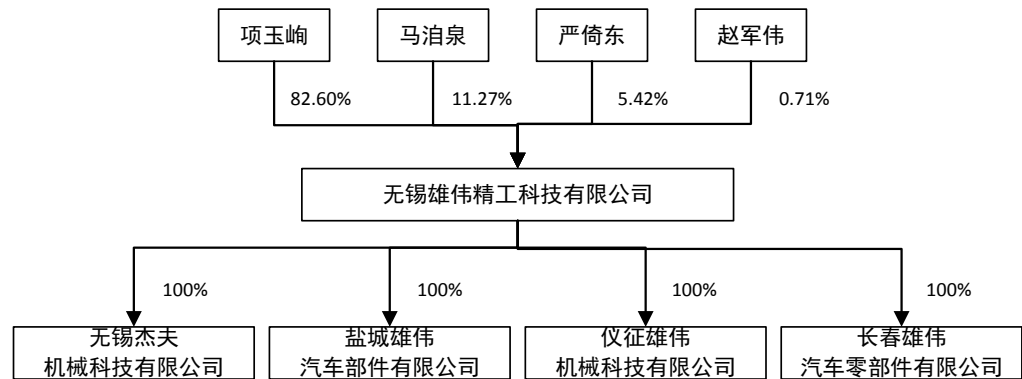 项玉峋
马洎泉
严倚东
赵军伟
82.60%
11.27%
5.42%
0.71%
无锡雄伟精工科技有限公司
100%
100%
100%
100%
无锡杰夫
机械科技有限公司
盐城雄伟
汽车部件有限公司
仪征雄伟
机械科技有限公司
长春雄伟
汽车零部件有限公司